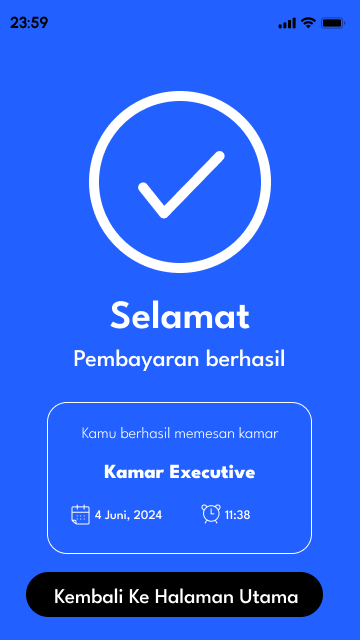 23:59
Selamat
Pembayaran berhasil
Kamu berhasil memesan kamar
Kamar Executive
4 Juni, 2024 11:38
Kembali Ke Halaman Utama